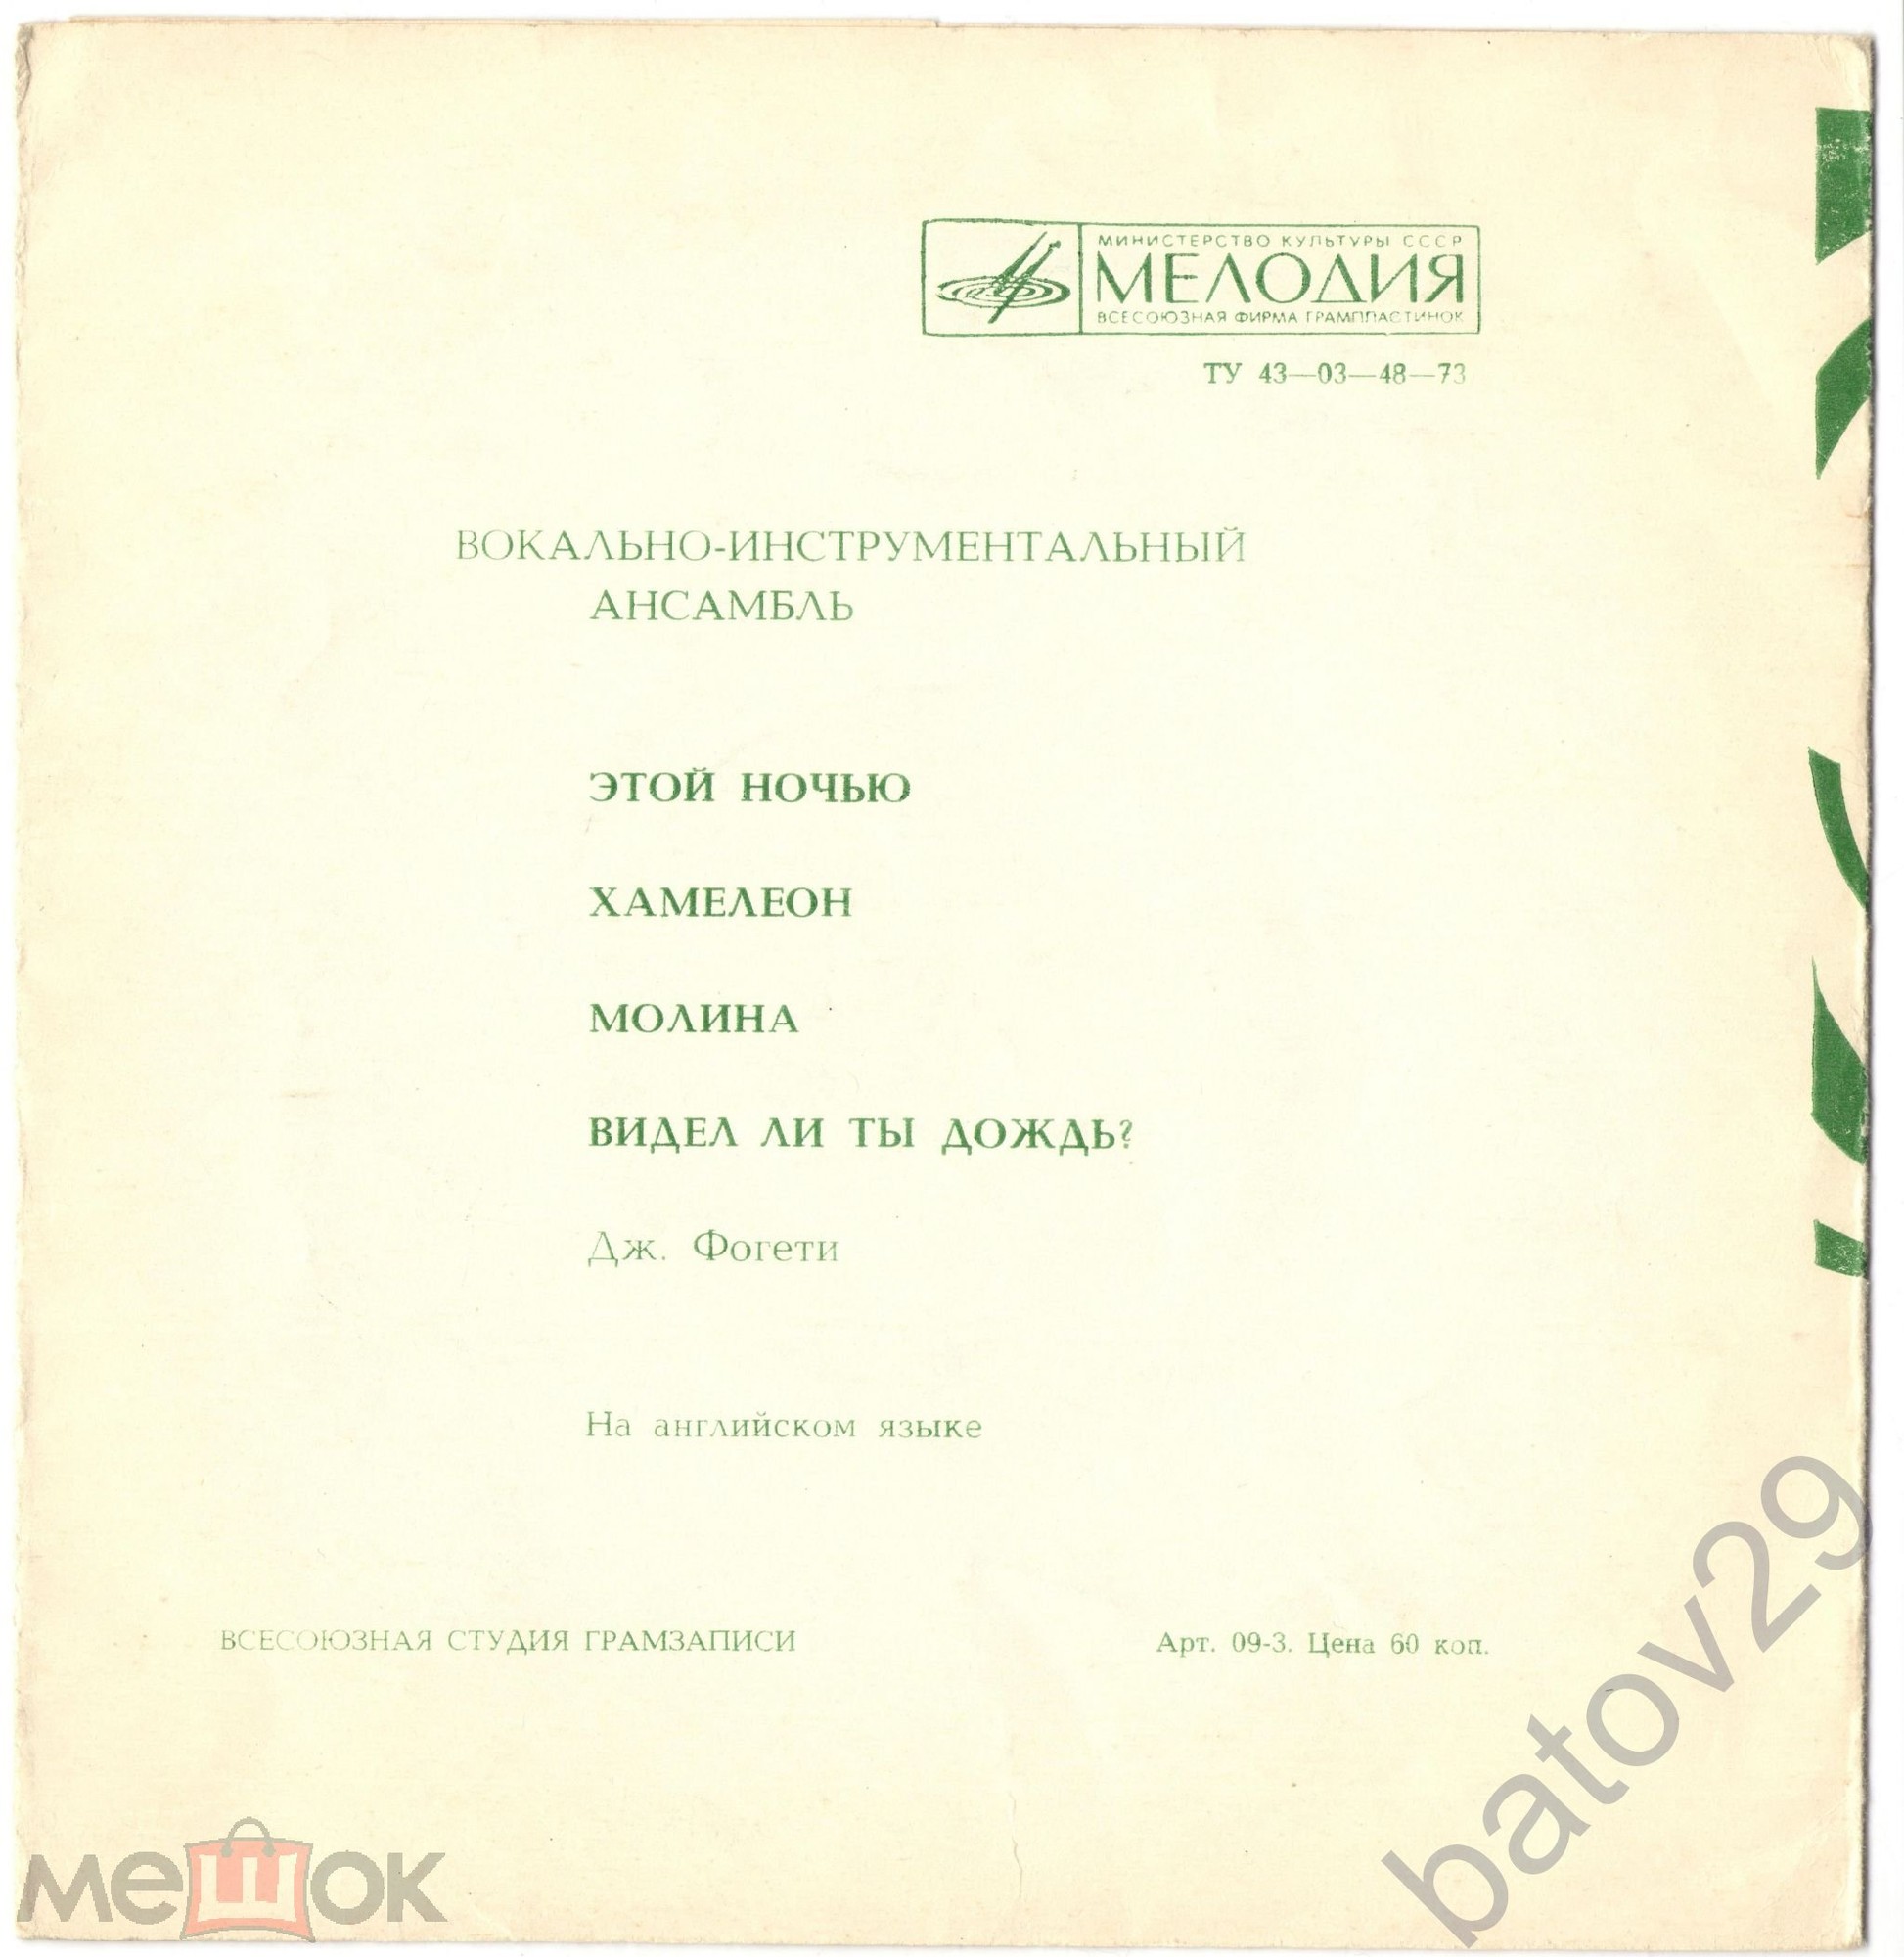 МИНИСТЕРСТВО КУЛЬТУРЫ СССР
МЕЛОДИЯ
ВСЕСОЮЗНАЯ ФИРМА ГРАМПЛАСТИНОК
ТУ 43—03—48—73
ВОКАЛЬНО-ИНСТРУМЕНТАЛЬНЫЙ
АНСАМБЛЬ
ЭТОЙ НОЧЬЮ
ХАМЕЛЕОН
МОЛИНА
ВИДЕЛ ЛИ ТЫ ДОЖДЬ?
Дж. Фогети
На английском языке
ВСЕСОЮЗНАЯ СТУДИЯ ГРАМЗАПИСИ
Арт. 09-3. Цена 60 коп.
мешок
batov29